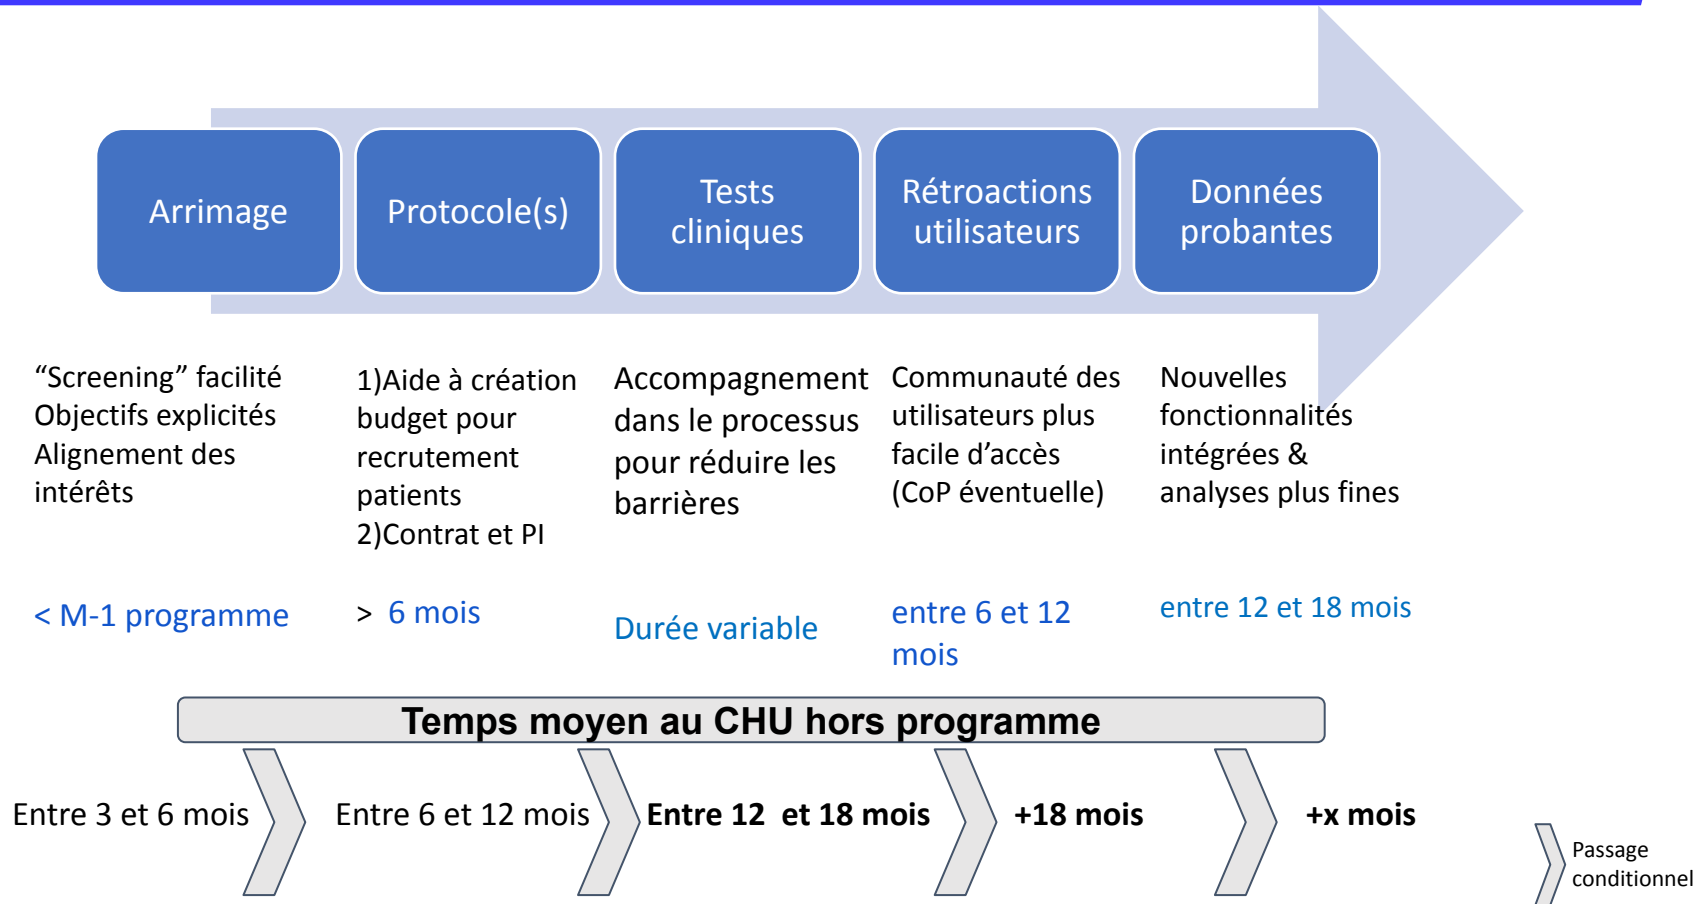 Arrimage
Protocole(s)
Tests
cliniques
Rétroactions
utilisateurs
Données
probantes
“Screening” facilité
Objectifs explicités
Alignement des
intérêts
1)Aide à création
budget pour
recrutement
patients
2)Contrat et PI
Accompagnement
dans le processus
pour réduire les
barrières
Communauté des
utilisateurs plus
facile d’accès
(CoP éventuelle)
Nouvelles
fonctionnalités
intégrées &
analyses plus fines
< M-1 programme
> 6 mois
Durée variable
entre 6 et 12
mois
entre 12 et 18 mois
Temps moyen au CHU hors programme
Entre 3 et 6 mois
Entre 6 et 12 mois
Entre 12 et 18 mois
+18 mois
+x mois
Passage
conditionnel